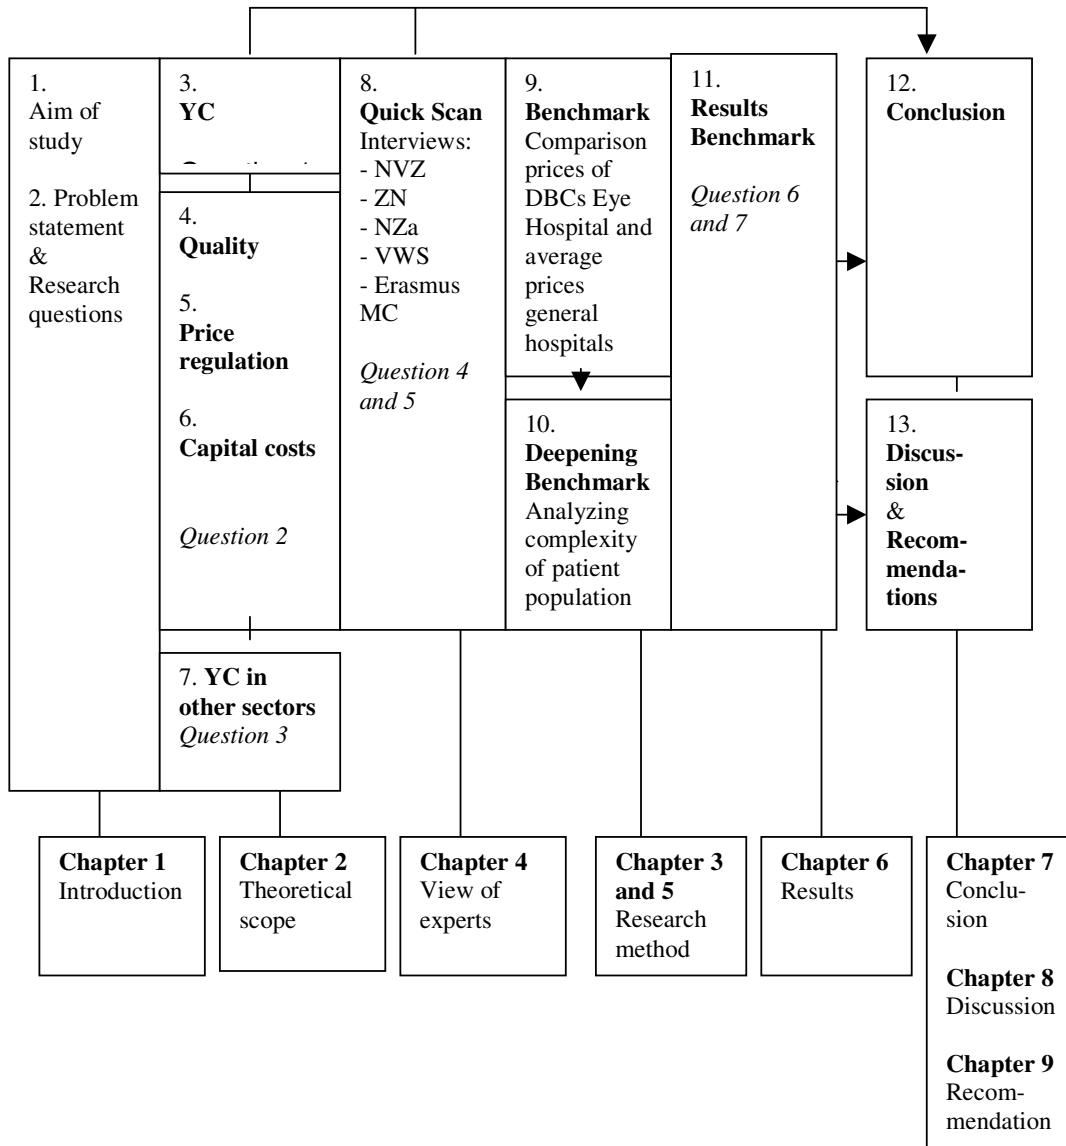 1.
Aim of
study
2. Problem
statement
&
Research
questions
3.
YC
4.
Quality
5.
Price
regulation
6.
Capital costs
Question 2
7. YC in
other sectors
Question 3
8.
Quick Scan
Interviews:
- NVZ
- ZN
- NZa
- VWS
- Erasmus
MC
Question 4
and 5
9.
Benchmark
Comparison
prices of
DBCs Eye
Hospital and
average
prices
general
hospitals
10.
Deepening
Benchmark
Analyzing
complexity
of patient
population
11.
Results
Benchmark
Question 6
and 7
12.
Conclusion
13.
Discus-
sion
&
Recom-
menda-
tions
Chapter 1
Introduction
Chapter 2
Theoretical
scope
Chapter 4
View of
experts
Chapter 3
and 5
Research
method
Chapter 6
Results
Chapter 7
Conclu-
sion
Chapter 8
Discussion
Chapter 9
Recom-
mendation